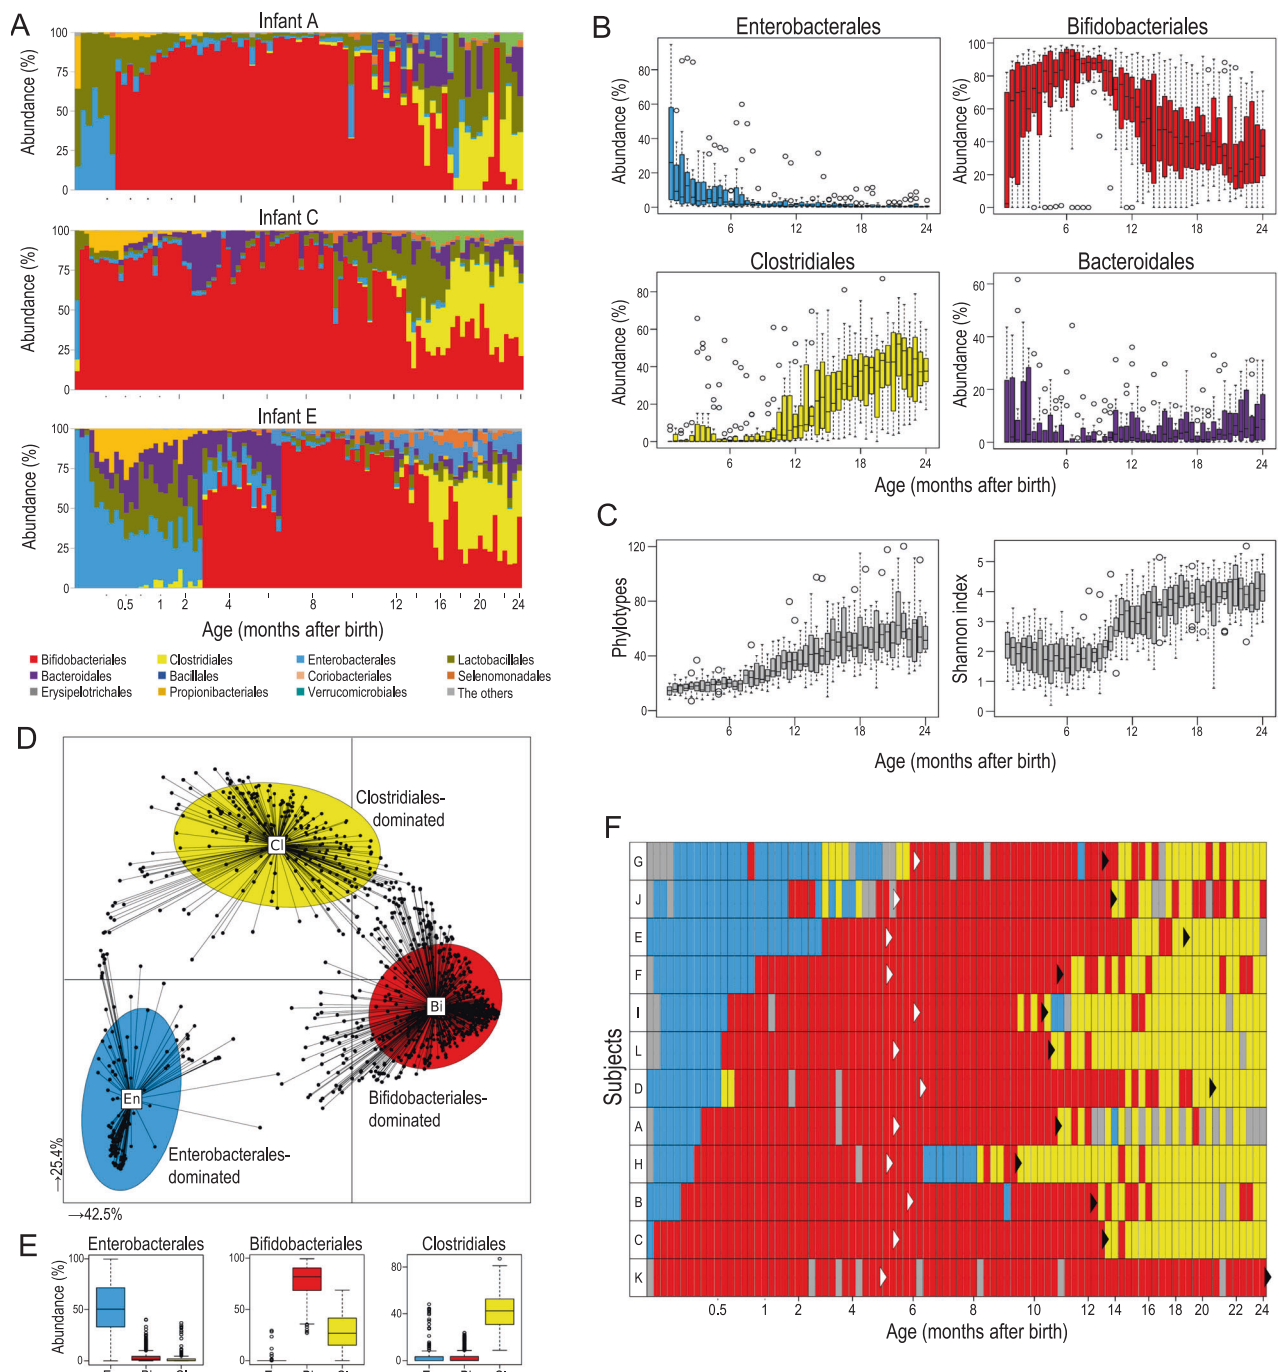 A
Infant A
Abundance (%)
100
75
50
25
0
Infant C
Abundance (%)
100
75
50
25
0
Infant E
Abundance (%)
100
75
50
25
0
0,5 1 2 4 8 12 16 20 24
Age (months after birth)
Bifidobacteriales Clostridiales Enterobacterales Lactobacillales
Bacteroidales Bacillales Coriobacteriales Selenomonadales
Erysipelotrichales Propionibacteriales Verrucomicrobiales The others
B
Enterobacterales
Abundance (%)
80
60
40
20
0
6 12 18 24
Bifidobacteriales
Abundance (%)
100
80
60
40
20
0
6 12 18 24
Clostridiales
Abundance (%)
80
60
40
20
0
6 12 18 24
Bacteroidales
Abundance (%)
60
40
20
0
6 12 18 24
Age (months after birth)
C
Phylotypes
120
80
40
0
6 12 18 24
Shannon index
5
4
3
2
1
0
6 12 18 24
Age (months after birth)
D
Clostridiales-
dominated
Cl
Bi
Bifidobacteriales-
dominated
En
Enterobacterales-
dominated
→25.4%
→42.5%
E
Enterobacterales
Abundance (%)
100
50
0
Bifidobacteriales
100
50
0
Clostridiales
80
40
0
F
Subjects
G
J
E
F
I
L
D
A
H
B
C
K
0.5 1 2 4 6 8 10 12 14 16 18 20 22 24
Age (months after birth)